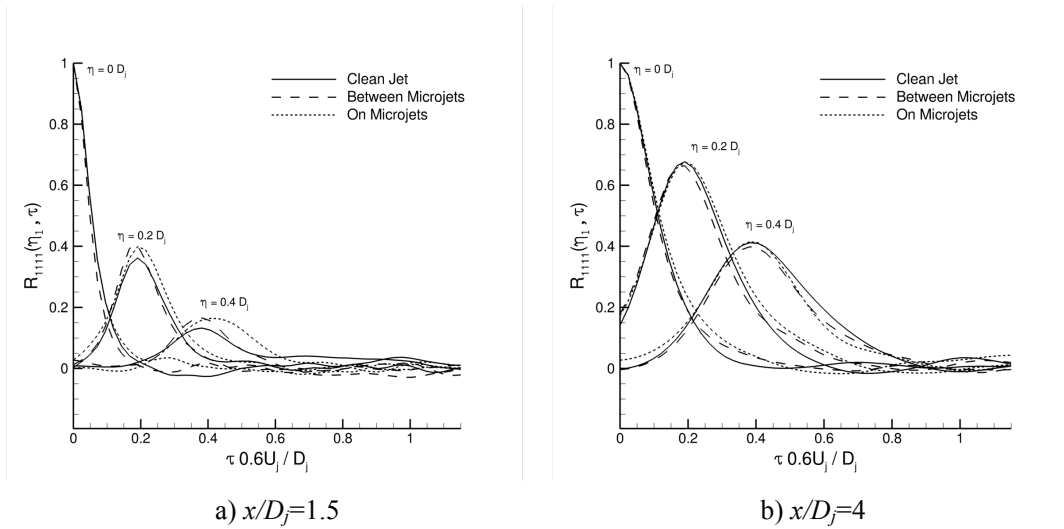 1
η = 0 Dj
Clean Jet
Between Microjets
On Microjets
0.8
0.6
0.4
η = 0.2 Dj
η = 0.4 Dj
0.2
0
R1111(η1 , τ)
0 0.2 0.4 0.6 0.8 1
τ 0.6Uj / Dj
a) x/Dj=1.5
1
η = 0 Dj
Clean Jet
Between Microjets
On Microjets
0.8
η = 0.2 Dj
0.6
η = 0.4 Dj
0.4
0.2
0
R1111(η1 , τ)
0 0.2 0.4 0.6 0.8 1
τ 0.6Uj / Dj
b) x/Dj=4